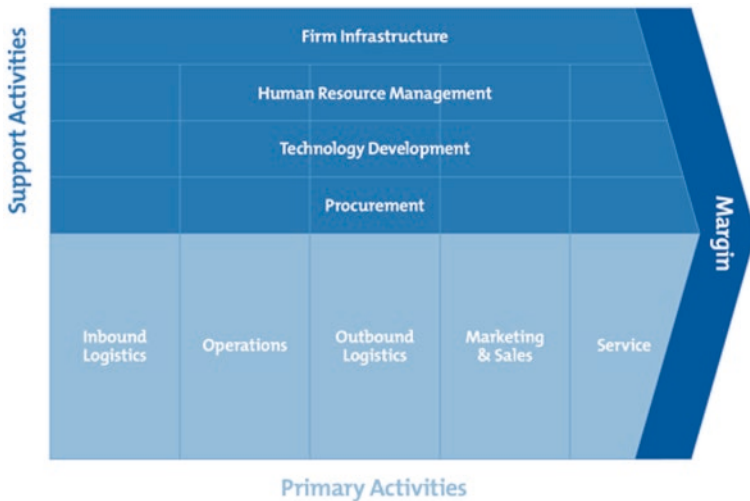 Support Activities
Firm Infrastructure
Human Resource Management
Technology Development
Procurement
Margin
Inbound
Logistics
Operations
Outbound
Logistics
Marketing
& Sales
Service
Primary Activities